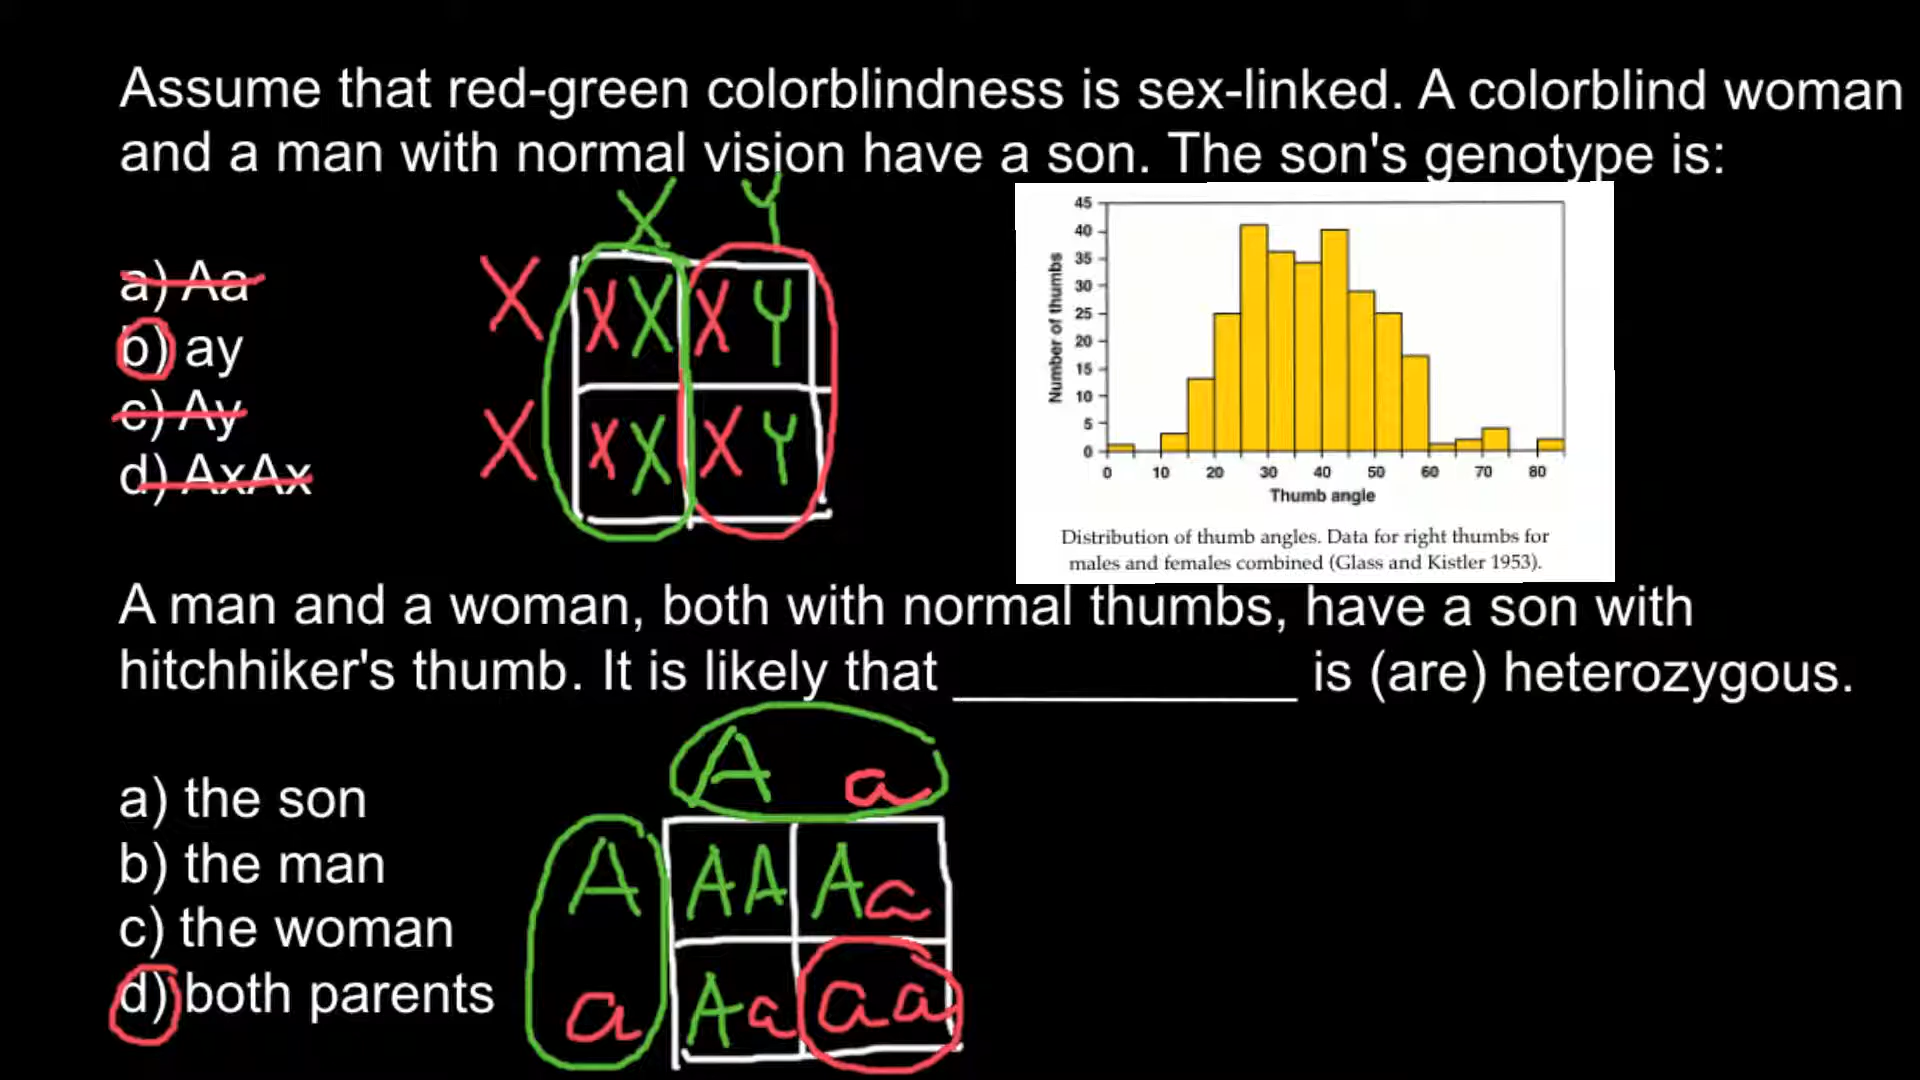 Assume that red-green colorblindness is sex-linked. A colorblind woman
and a man with normal vision have a son. The son's genotype is:
a) Aa
b) ay
c) Ay
d) AxAx
X Y
X XX XY
X XX XY
45
40
35
30
25
20
15
10
5
0
Number of thumbs
0 10 20 30 40 50 60 70 80
Thumb angle
Distribution of thumb angles. Data for right thumbs for
males and females combined (Glass and Kistler 1953).
A man and a woman, both with normal thumbs, have a son with
hitchhiker's thumb. It is likely that ____________ is (are) heterozygous.
a) the son
b) the man
c) the woman
d) both parents
A a
A AA Aa
a Aa aa